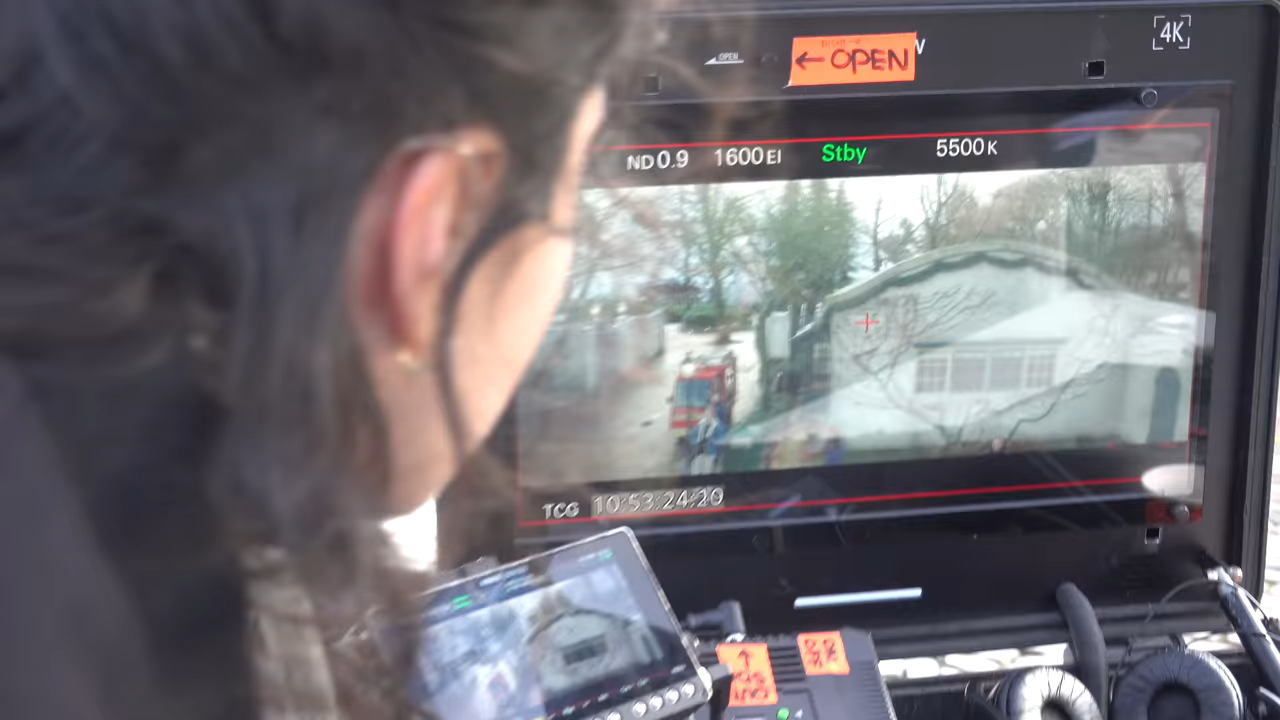 4K
OPEN
← OPEN
ND 0.9 1600 EI Stby 5500 K
TCG 10:53:24:20